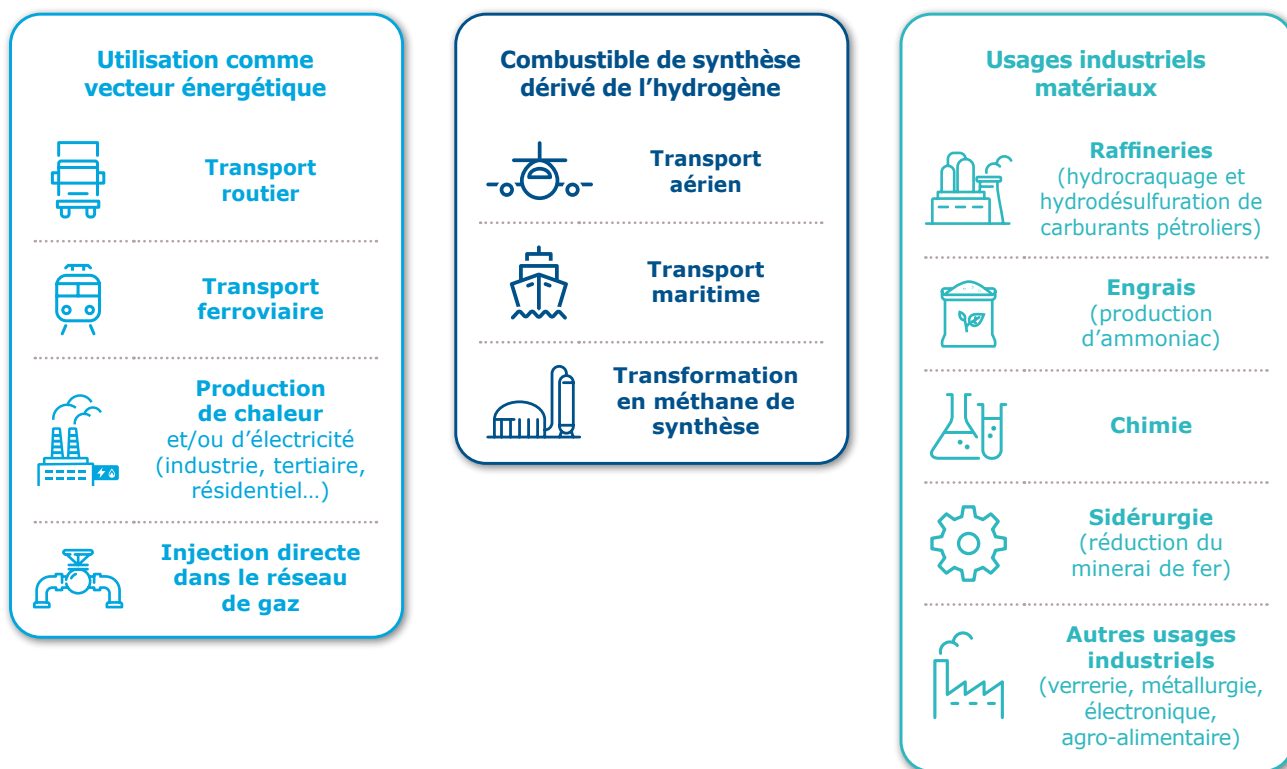 Utilisation comme
vecteur énergétique
Transport
routier
Transport
ferroviaire
Production
de chaleur
et/ou d’électricité
(industrie, tertiaire,
résidentiel…)
Injection directe
dans le réseau
de gaz
Combustible de synthèse
dérivé de l’hydrogène
Transport
aérien
Transport
maritime
Transformation
en méthane de
synthèse
Usages industriels
matériaux
Raffineries
(hydrocraquage et
hydrodésulfuration de
carburants pétroliers)
Engrais
(production
d’ammoniac)
Chimie
Sidérurgie
(réduction du
minerai de fer)
Autres usages
industriels
(verrerie, métallurgie,
électronique,
agro-alimentaire)